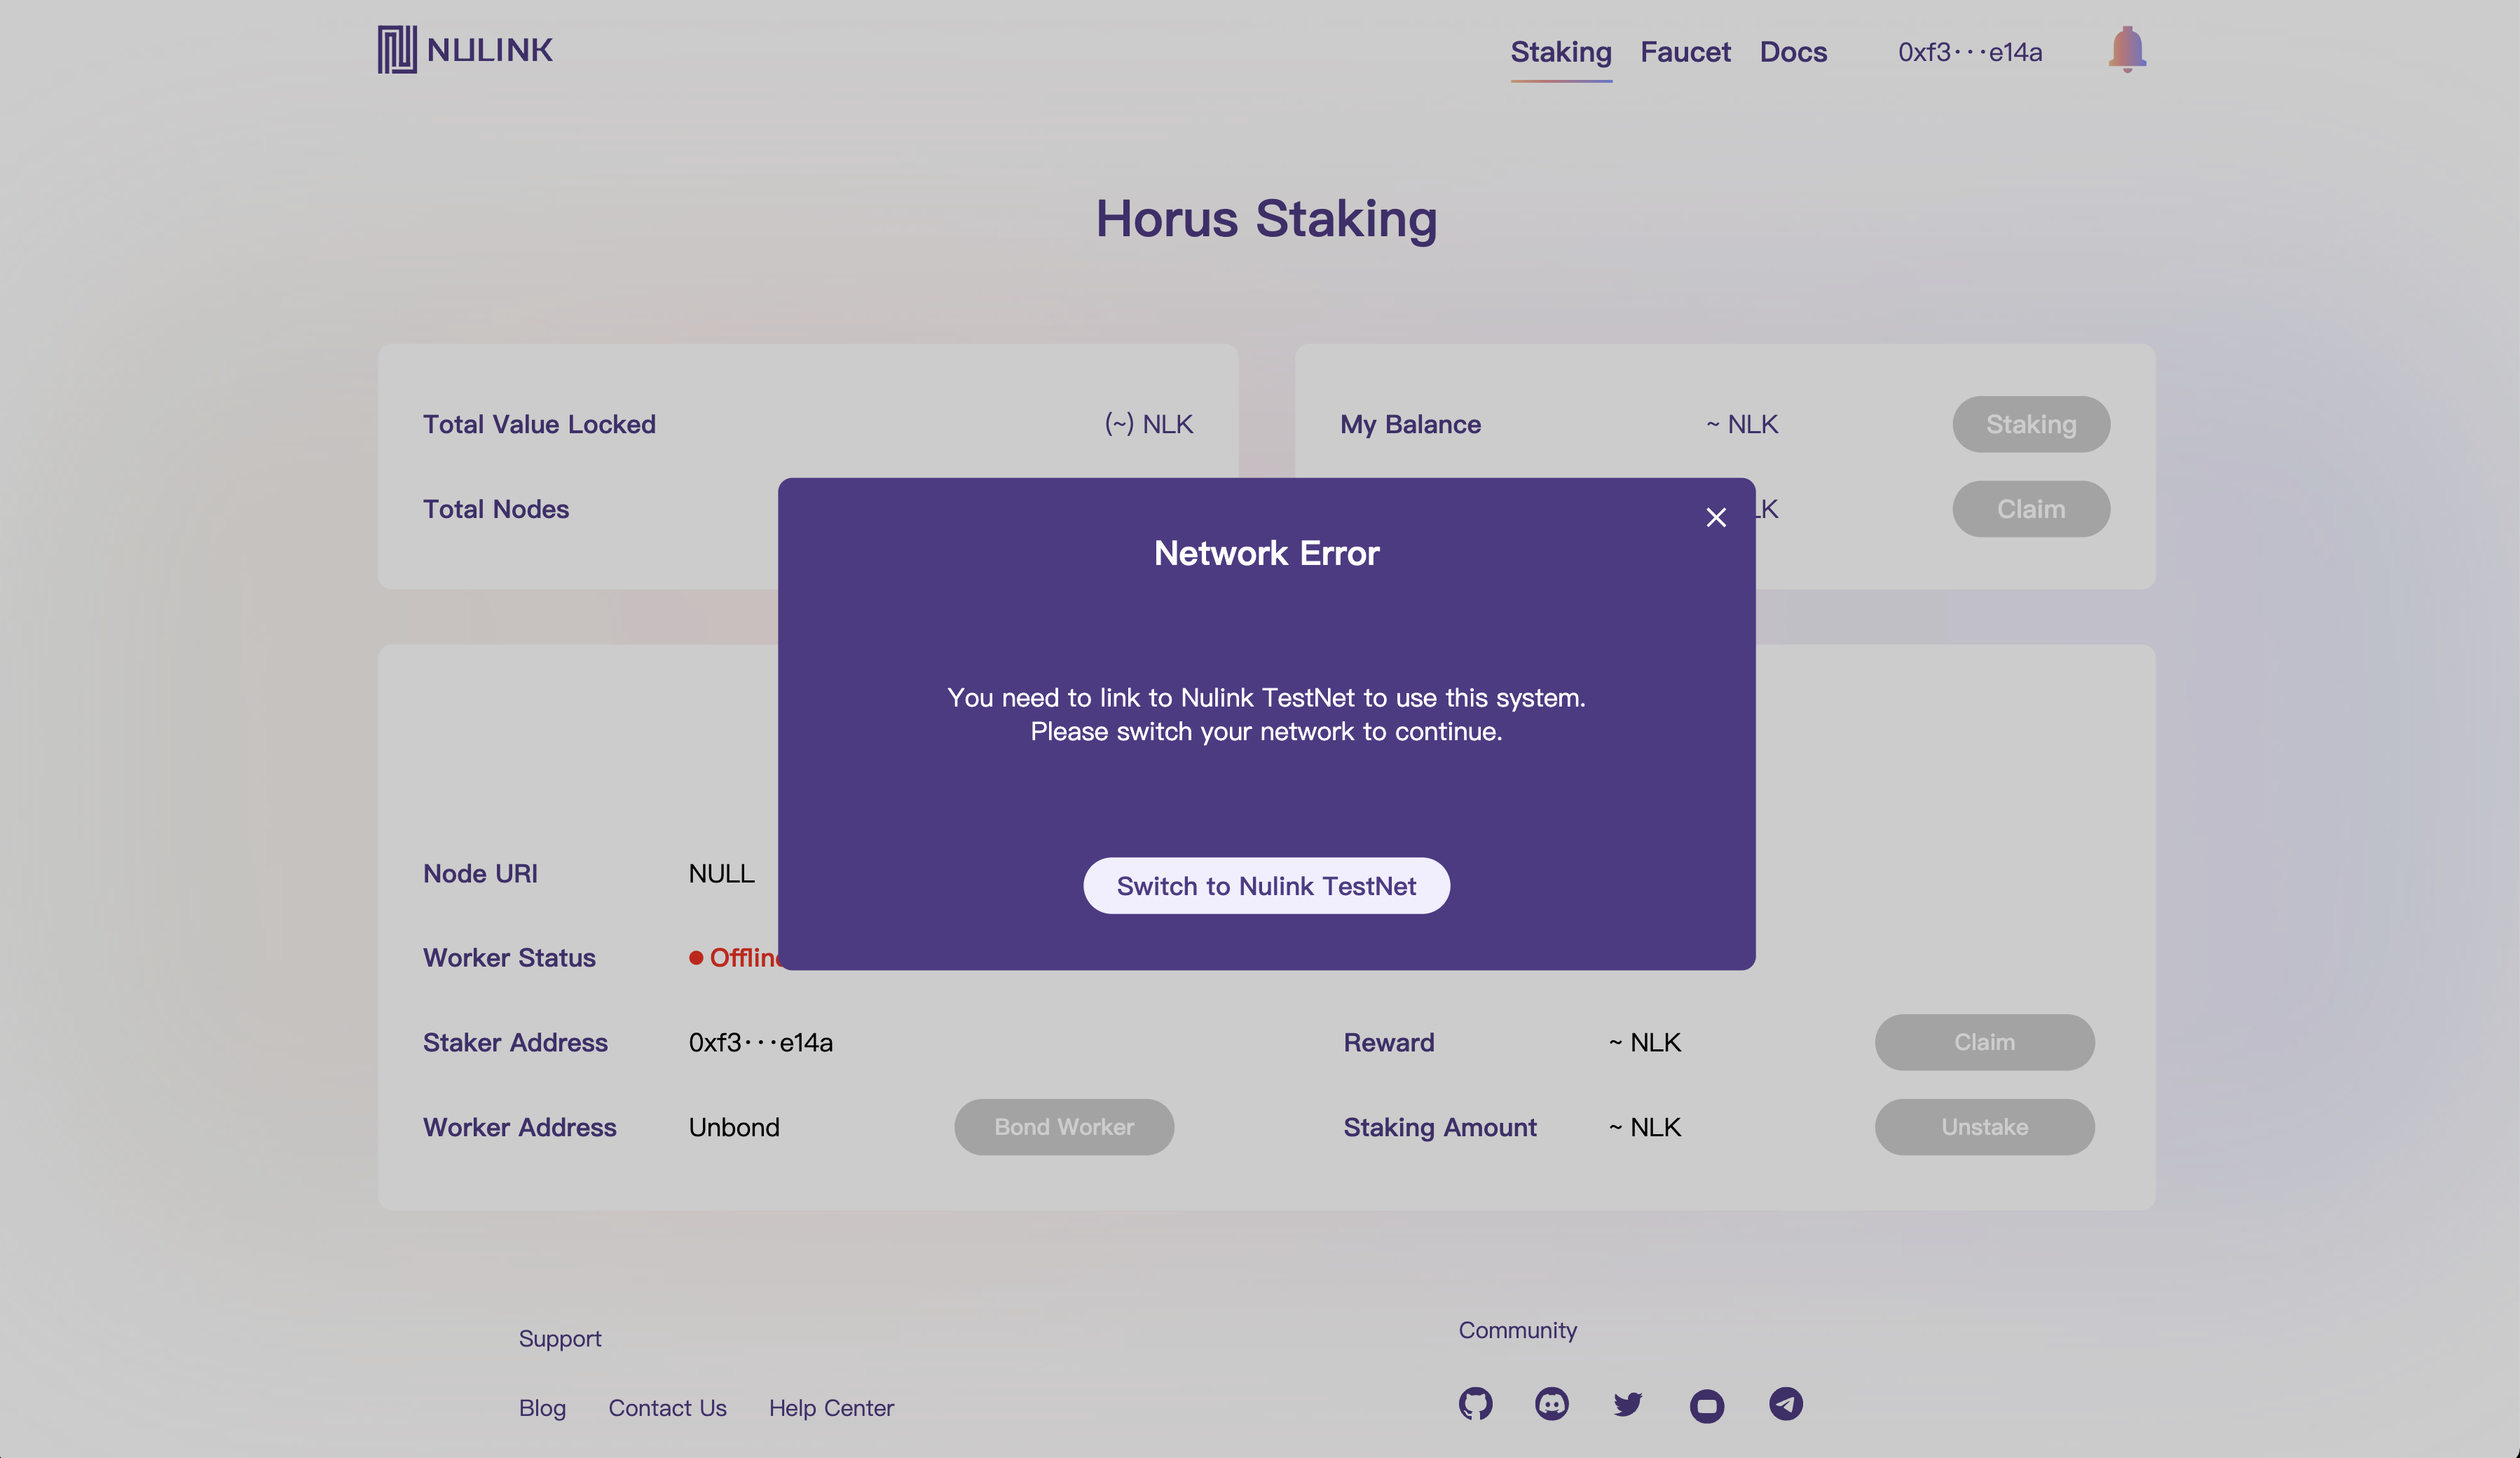 NULINK
Staking Faucet Docs 0xf3···e14a
Horus Staking
Total Value Locked (~) NLK
My Balance ~ NLK Staking
Total Nodes
LK Claim
Network Error
You need to link to Nulink TestNet to use this system.
Please switch your network to continue.
Switch to Nulink TestNet
Node URI NULL
Worker Status Offline
Staker Address 0xf3···e14a
Reward ~ NLK Claim
Worker Address Unbond Bond Worker
Staking Amount ~ NLK Unstake
Support
Community
Blog Contact Us Help Center